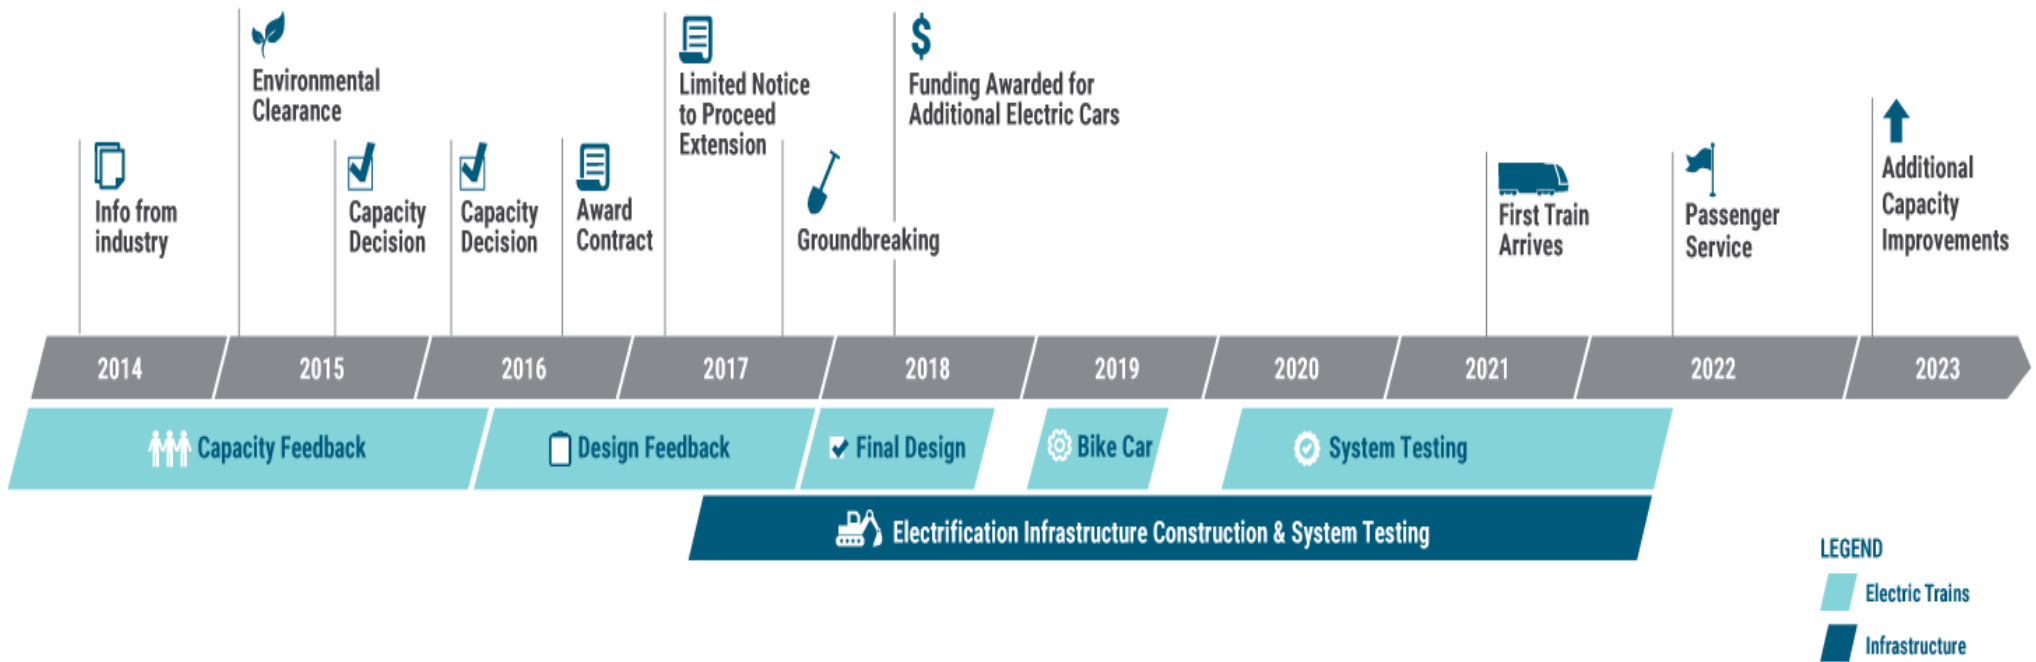 Environmental
Clearance
Limited Notice
to Proceed
Extension
$
Funding Awarded for
Additional Electric Cars
Info from
industry
Capacity
Decision
Capacity
Decision
Award
Contract
Groundbreaking
First Train
Arrives
Passenger
Service
Additional
Capacity
Improvements
2014
2015
2016
2017
2018
2019
2020
2021
2022
2023
Capacity Feedback
Design Feedback
Final Design
Bike Car
System Testing
Electrification Infrastructure Construction & System Testing
LEGEND
Electric Trains
Infrastructure